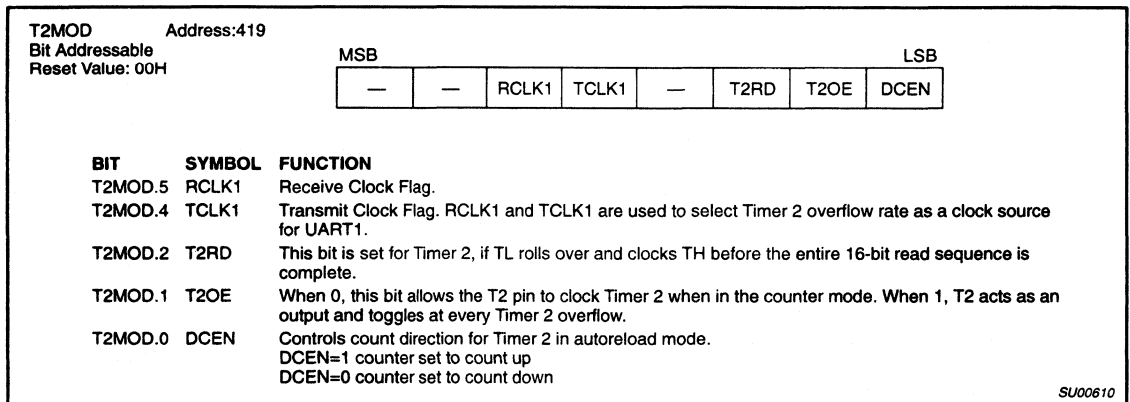 T2MOD Address:419
Bit Addressable
Reset Value: 00H
MSB LSB
— — RCLK1 TCLK1 — T2RD T2OE DCEN
BIT SYMBOL FUNCTION
T2MOD.5 RCLK1 Receive Clock Flag.
T2MOD.4 TCLK1 Transmit Clock Flag. RCLK1 and TCLK1 are used to select Timer 2 overflow rate as a clock source
for UART1.
T2MOD.2 T2RD This bit is set for Timer 2, if TL rolls over and clocks TH before the entire 16-bit read sequence is
complete.
T2MOD.1 T2OE When 0, this bit allows the T2 pin to clock Timer 2 when in the counter mode. When 1, T2 acts as an
output and toggles at every Timer 2 overflow.
T2MOD.0 DCEN Controls count direction for Timer 2 in autoreload mode.
DCEN=1 counter set to count up
DCEN=0 counter set to count down
SU00610